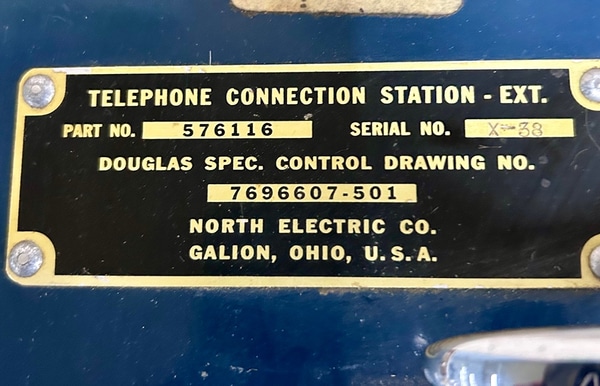 TELEPHONE CONNECTION STATION - EXT.
PART NO. 576116 SERIAL NO. X-38
DOUGLAS SPEC. CONTROL DRAWING NO.
7696607-501
NORTH ELECTRIC CO.
GALION, OHIO, U.S.A.